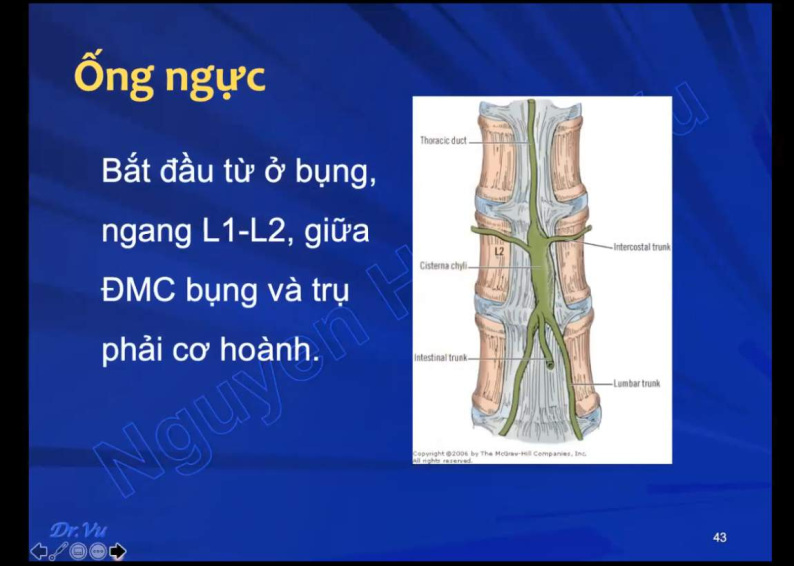 Ống ngực
Bắt đầu từ ở bụng,
ngang L1-L2, giữa
ĐMC bụng và trụ
phải cơ hoành.
Thoracic duct
L2
Intercostal trunk
Cisterna chyli
Intestinal trunk
Lumbar trunk
Copyright @2006 by The McGraw-Hill Companies, Inc.
All rights reserved.
Nguyen H
u
Dr.Vu
43